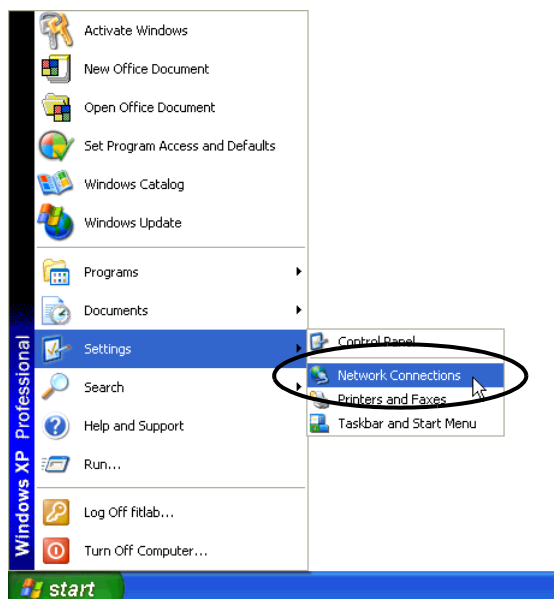 Activate Windows
New Office Document
Open Office Document
Set Program Access and Defaults
Windows Catalog
Windows Update
Programs
Documents
Settings
Search
Help and Support
Run...
Log Off fitlab...
Turn Off Computer...
Control Panel
Network Connections
Printers and Faxes
Taskbar and Start Menu
Windows XP Professional
start